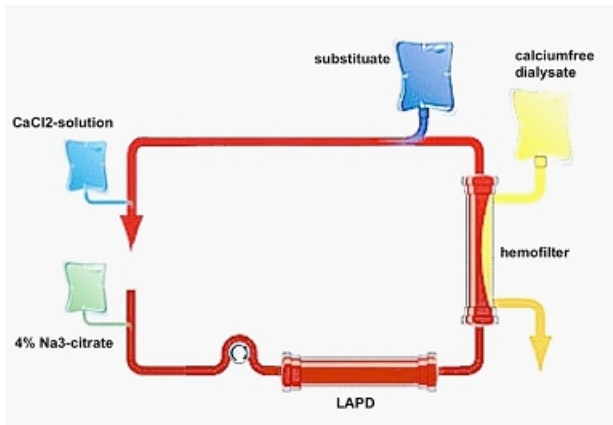 substituate
calciumfree
dialysate
CaCl2-solution
hemofilter
4% Na3-citrate
LAPD